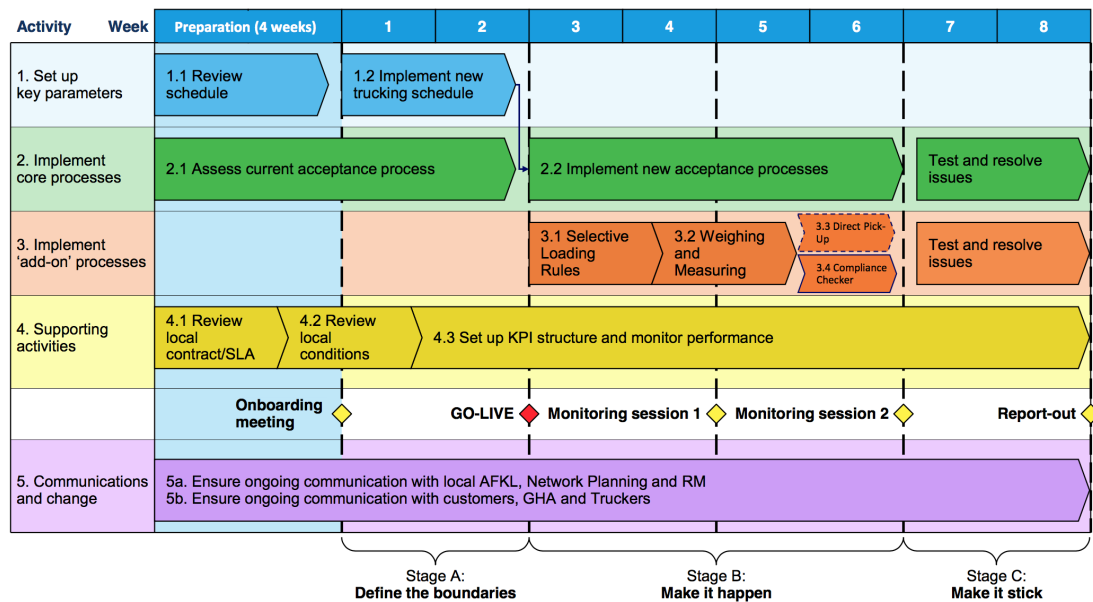 Activity Week Preparation (4 weeks) 1 2 3 4 5 6 7 8
1. Set up
key parameters
1.1 Review
schedule
1.2 Implement new
trucking schedule
2. Implement
core processes
2.1 Assess current acceptance process
2.2 Implement new acceptance processes
Test and resolve
issues
3. Implement
‘add-on’ processes
3.1 Selective
Loading
Rules
3.2 Weighing
and
Measuring
3.3 Direct Pick-
Up
3.4 Compliance
Checker
Test and resolve
issues
4. Supporting
activities
4.1 Review
local
contract/SLA
4.2 Review
local
conditions
4.3 Set up KPI structure and monitor performance
Onboarding
meeting
GO-LIVE
Monitoring session 1
Monitoring session 2
Report-out
5. Communications
and change
5a. Ensure ongoing communication with local AFKL, Network Planning and RM
5b. Ensure ongoing communication with customers, GHA and Truckers
Stage A:
Define the boundaries
Stage B:
Make it happen
Stage C:
Make it stick